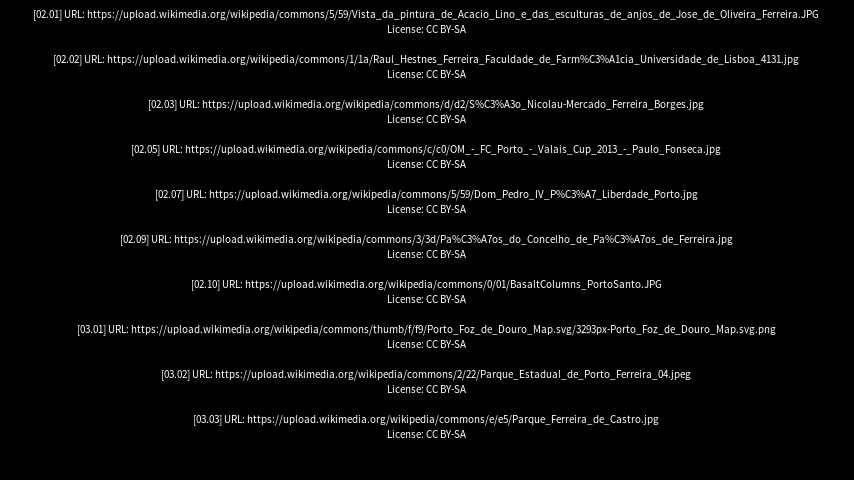 [02.01] URL: https://upload.wikimedia.org/wikipedia/commons/5/59/Vista_da_pintura_de_Acacio_Lino_e_das_esculturas_de_anjos_de_Jose_de_Oliveira_Ferreira.JPG
License: CC BY-SA
[02.02] URL: https://upload.wikimedia.org/wikipedia/commons/1/1a/Raul_Hestnes_Ferreira_Faculdade_de_Farm%C3%A1cia_Universidade_de_Lisboa_4131.jpg
License: CC BY-SA
[02.03] URL: https://upload.wikimedia.org/wikipedia/commons/d/d2/S%C3%A3o_Nicolau-Mercado_Ferreira_Borges.jpg
License: CC BY-SA
[02.05] URL: https://upload.wikimedia.org/wikipedia/commons/c/c0/OM_-_FC_Porto_-_Valais_Cup_2013_-_Paulo_Fonseca.jpg
License: CC BY-SA
[02.07] URL: https://upload.wikimedia.org/wikipedia/commons/5/59/Dom_Pedro_IV_P%C3%A7_Liberdade_Porto.jpg
License: CC BY-SA
[02.09] URL: https://upload.wikimedia.org/wikipedia/commons/3/3d/Pa%C3%A7os_do_Concelho_de_Pa%C3%A7os_de_Ferreira.jpg
License: CC BY-SA
[02.10] URL: https://upload.wikimedia.org/wikipedia/commons/0/01/BasaltColumns_PortoSanto.JPG
License: CC BY-SA
[03.01] URL: https://upload.wikimedia.org/wikipedia/commons/thumb/f/f9/Porto_Foz_de_Douro_Map.svg/3293px-Porto_Foz_de_Douro_Map.svg.png
License: CC BY-SA
[03.02] URL: https://upload.wikimedia.org/wikipedia/commons/2/22/Parque_Estadual_de_Porto_Ferreira_04.jpeg
License: CC BY-SA
[03.03] URL: https://upload.wikimedia.org/wikipedia/commons/e/e5/Parque_Ferreira_de_Castro.jpg
License: CC BY-SA